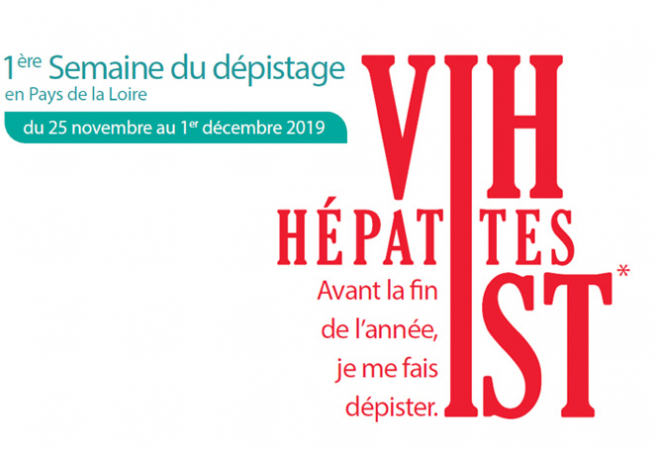 1ère Semaine du dépistage
en Pays de la Loire
du 25 novembre au 1er décembre 2019
VIH
HÉPATITES
IST*
Avant la fin
de l'année,
je me fais
dépister.